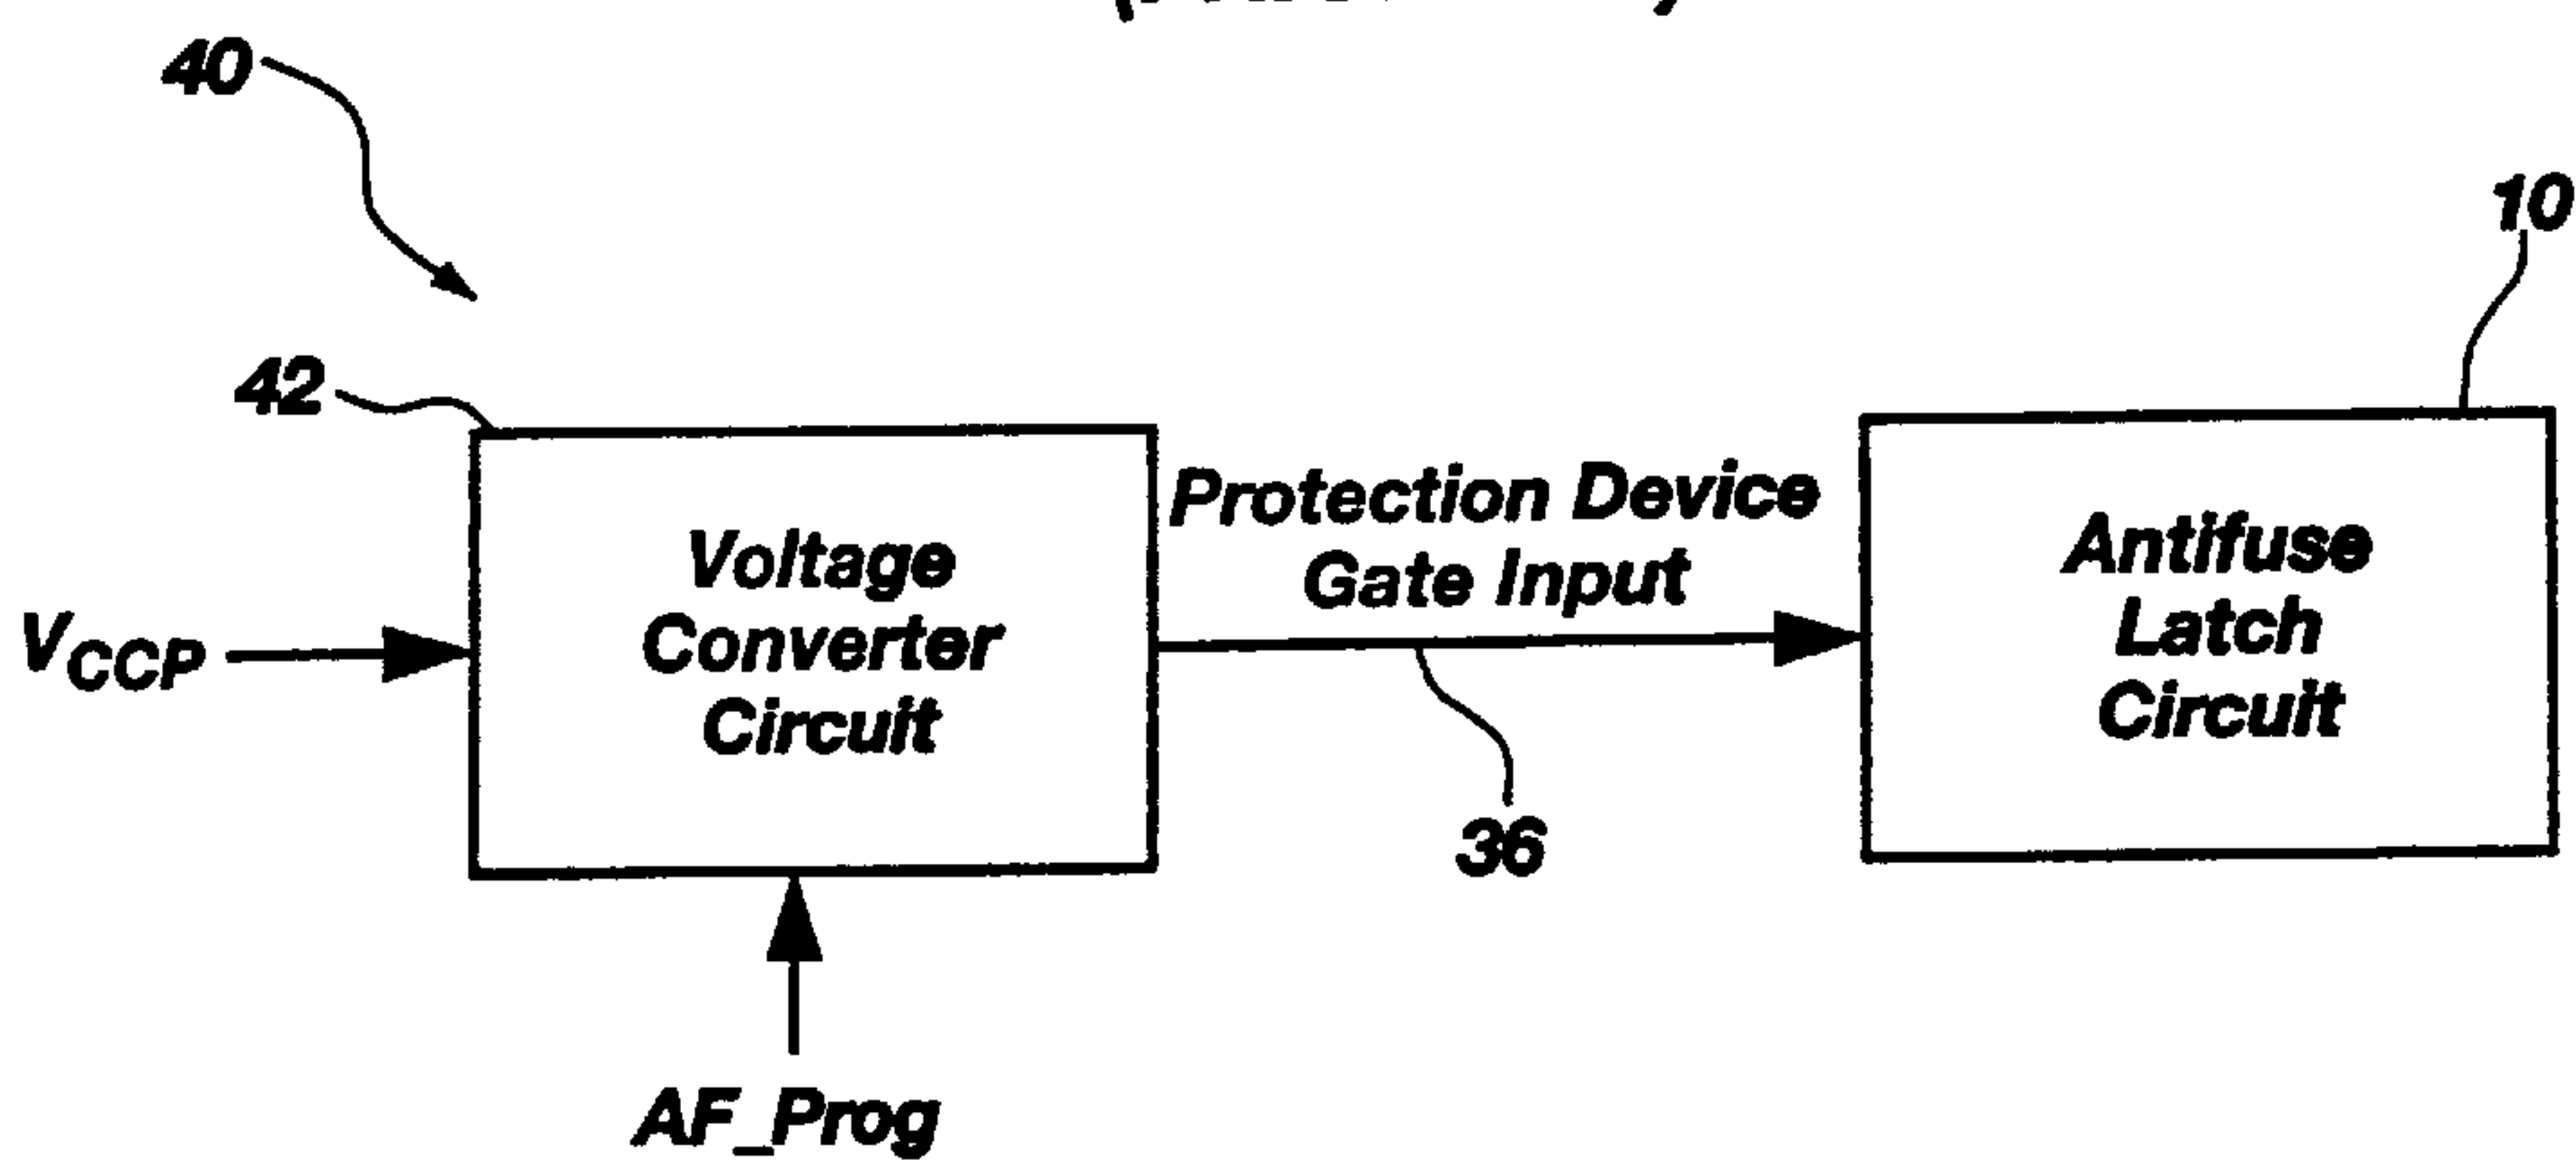 40
10
42
Protection Device
Gate Input
Voltage
Converter
Circuit
Antifuse
Latch
Circuit
VCCP
36
AF_Prog